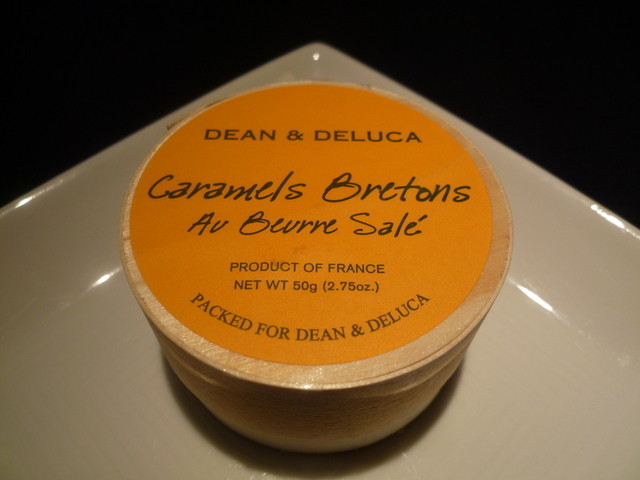 DEAN & DELUCA
Caramels Bretons
Au Beurre Salé
PRODUCT OF FRANCE
NET WT 50g (2.75oz.)
PACKED FOR DEAN & DELUCA